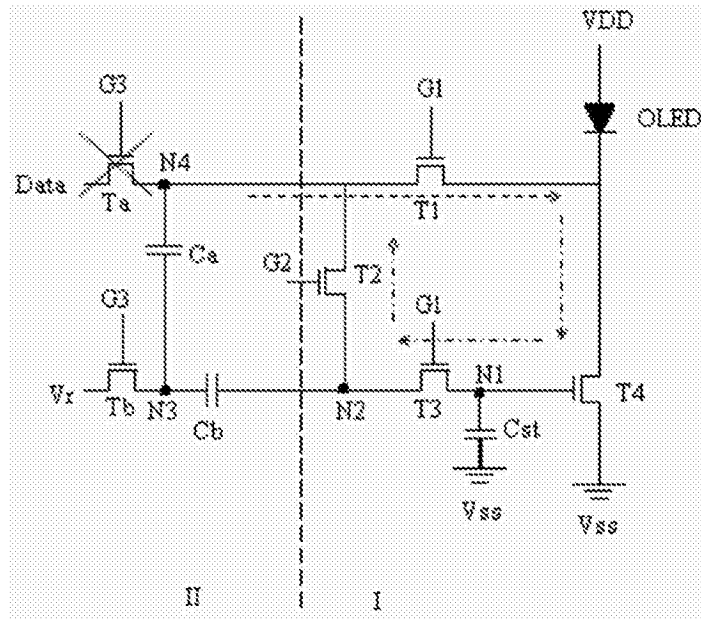 VDD
G3
G1
OLED
N4
Data
Ta
T1
Ca
G2
T2
G3
G1
Vr
Tb
N3
Cb
N2
T3
N1
T4
Cst
Vss
Vss
II
I